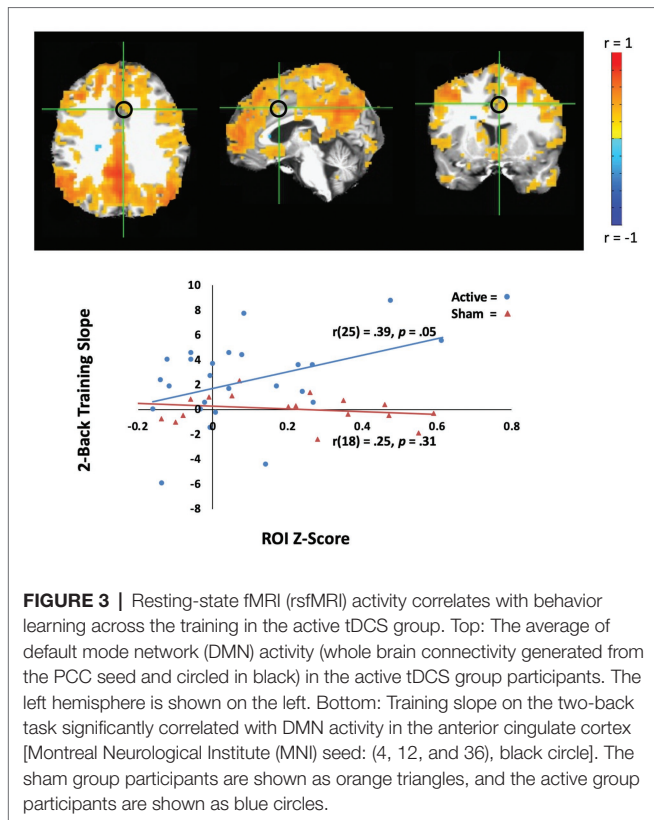 r = 1
r = -1
10
8
6
4
2
0
-2
-4
-6
-8
-0.2
0
0.2
0.4
0.6
0.8
2-Back Training Slope
Active =
Sham =
r(25) = .39, p = .05
r(18) = .25, p = .31
ROI Z-Score
FIGURE 3 | Resting-state fMRI (rsfMRI) activity correlates with behavior
learning across the training in the active tDCS group. Top: The average of
default mode network (DMN) activity (whole brain connectivity generated from
the PCC seed and circled in black) in the active tDCS group participants. The
left hemisphere is shown on the left. Bottom: Training slope on the two-back
task significantly correlated with DMN activity in the anterior cingulate cortex
[Montreal Neurological Institute (MNI) seed: (4, 12, and 36), black circle]. The
sham group participants are shown as orange triangles, and the active group
participants are shown as blue circles.